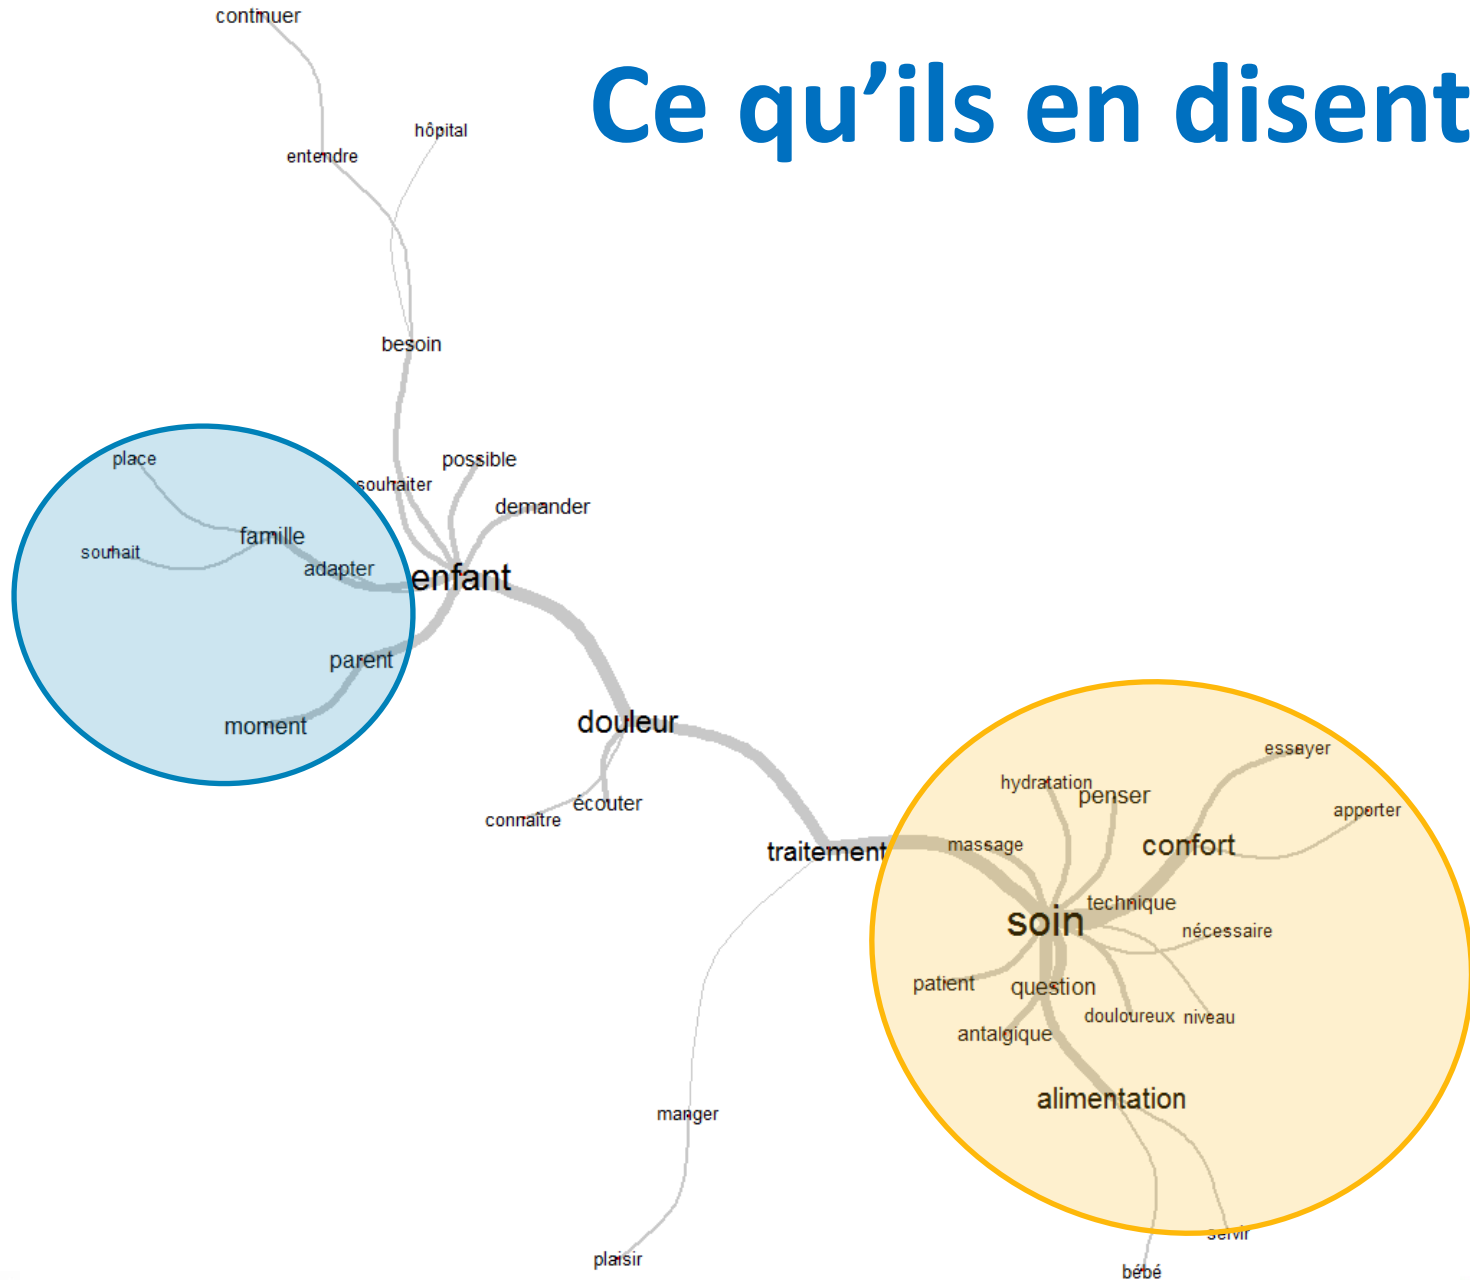 continuer
Ce qu’ils en disent
hôpital
entendre
besoin
place
possible
souhaiter
demander
famille
souhait
adapter
enfant
parent
moment
douleur
écouter
connaître
essayer
hydratation
penser
apporter
massage
confort
traitement
technique
soin
nécessaire
patient
question
douloureux
niveau
antalgique
alimentation
manger
servir
plaisir
bébé